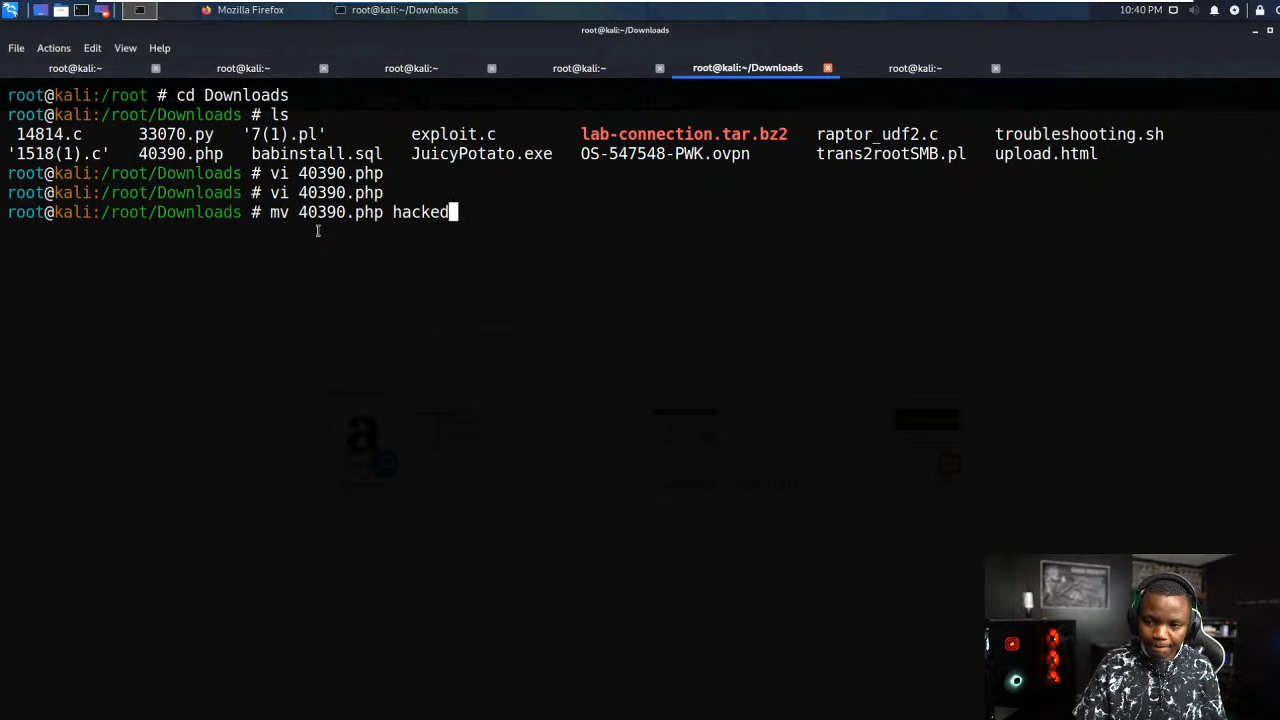 Mozilla Firefox root@kali:~/Downloads 10:40 PM
root@kali:~/Downloads
File Actions Edit View Help
root@kali:~ root@kali:~ root@kali:~ root@kali:~ root@kali:~/Downloads root@kali:~
root@kali:/root # cd Downloads
root@kali:/root/Downloads # ls
14814.c 33070.py '7(1).pl' exploit.c lab-connection.tar.bz2 raptor_udf2.c troubleshooting.sh
'1518(1).c' 40390.php babinstall.sql JuicyPotato.exe OS-547548-PWK.ovpn trans2rootSMB.pl upload.html
root@kali:/root/Downloads # vi 40390.php
root@kali:/root/Downloads # vi 40390.php
root@kali:/root/Downloads # mv 40390.php hacked